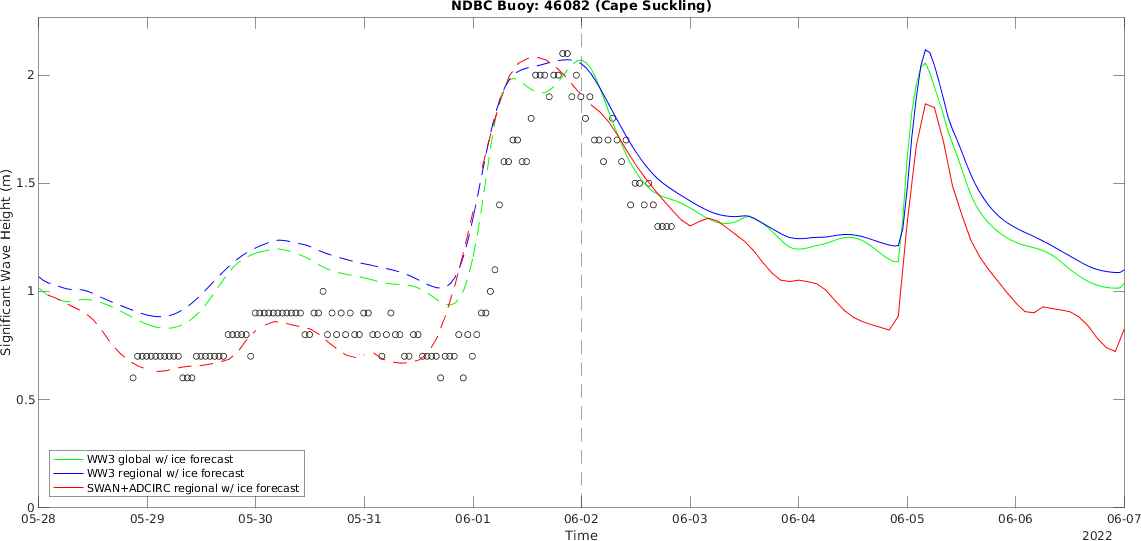 NDBC Buoy: 46082 (Cape Suckling)
Significant Wave Height (m)
2
1.5
1
0.5
0
WW3 global w/ ice forecast
WW3 regional w/ ice forecast
SWAN+ADCIRC regional w/ ice forecast
05-28 05-29 05-30 05-31 06-01 06-02 06-03 06-04 06-05 06-06 06-07
Time
2022